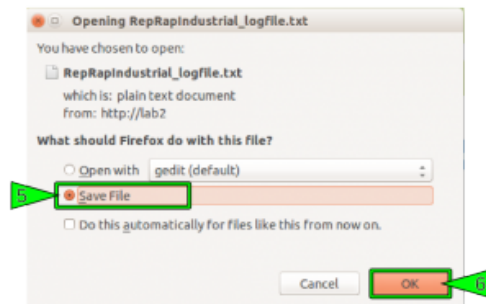 Opening RepRapIndustrial_logfile.txt
You have chosen to open:
RepRapIndustrial_logfile.txt
which is: plain text document
from: http://lab2
What should Firefox do with this file?
Open with gedit (default)
5 Save File
Do this automatically for files like this from now on.
Cancel OK 6